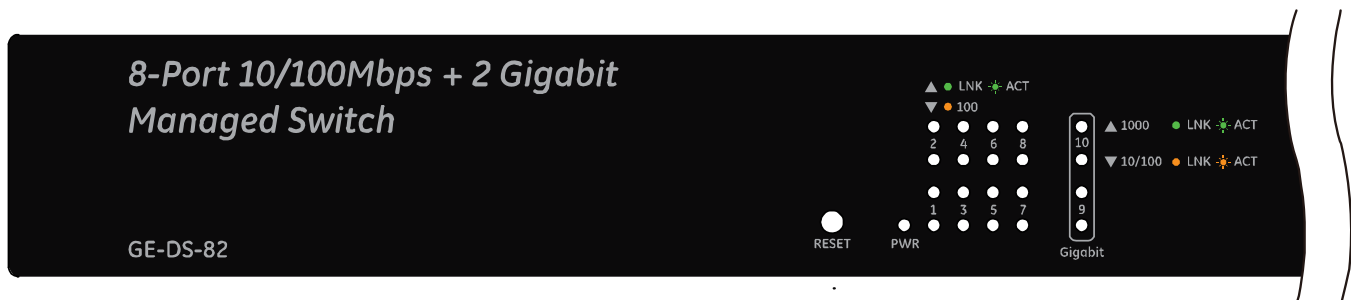 8-Port 10/100Mbps + 2 Gigabit
Managed Switch
▲ ● LNK ACT
▼ ● 100
2 4 6 8
10
▲ 1000 ● LNK ACT
▼ 10/100 ● LNK ACT
1 3 5 7
9
RESET
PWR
Gigabit
GE-DS-82